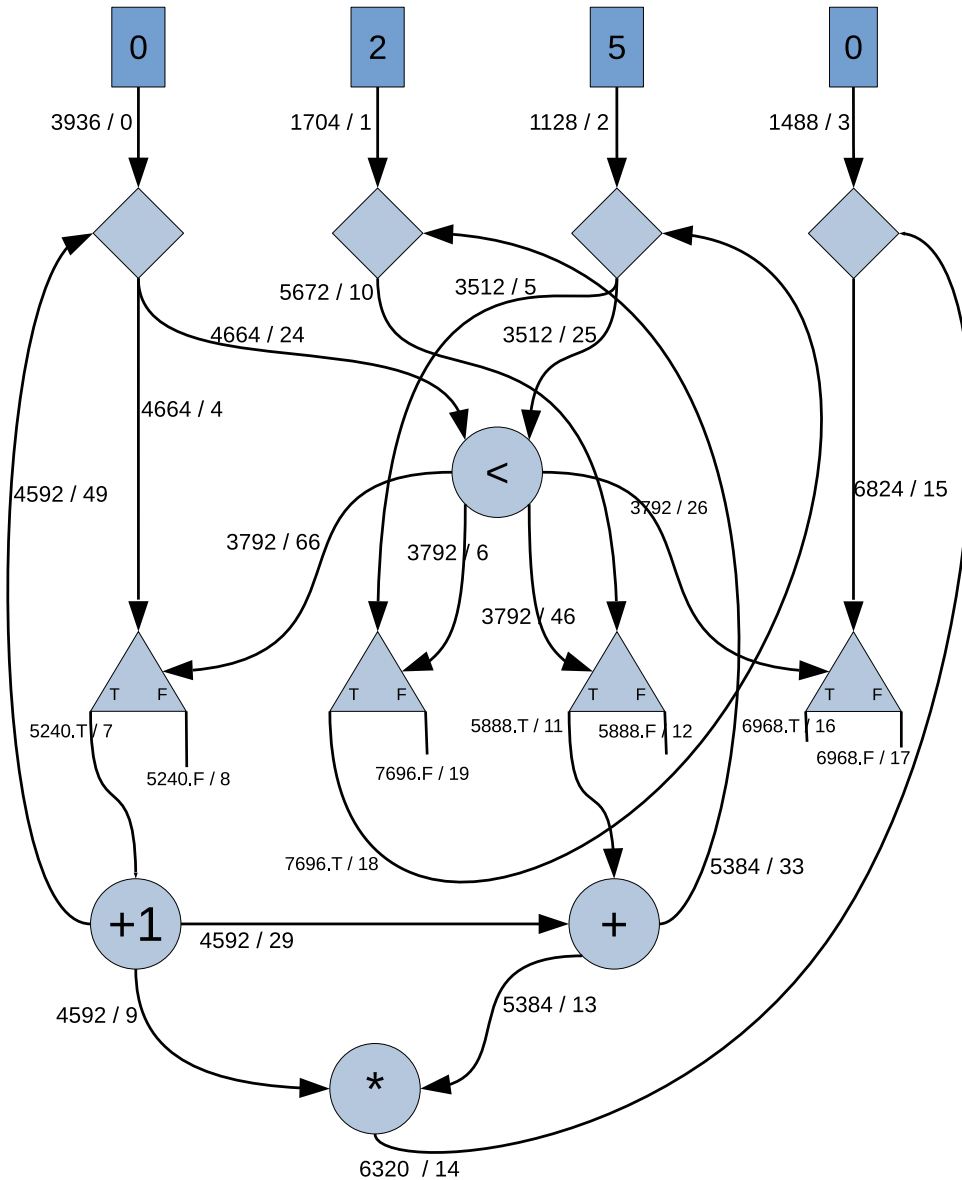 0
2
5
0
3936 / 0
1704 / 1
1128 / 2
1488 / 3
5672 / 10
3512 / 5
4664 / 24
3512 / 25
4664 / 4
<
4592 / 49
6824 / 15
3792 / 26
3792 / 66
3792 / 6
3792 / 46
T F
T F
T F
T F
5240.T / 7
5888.T / 11
5888.F / 12
6968.T / 16
6968.F / 17
5240.F / 8
7696.F / 19
7696.T / 18
5384 / 33
+1
+
4592 / 29
4592 / 9
5384 / 13
*
6320 / 14